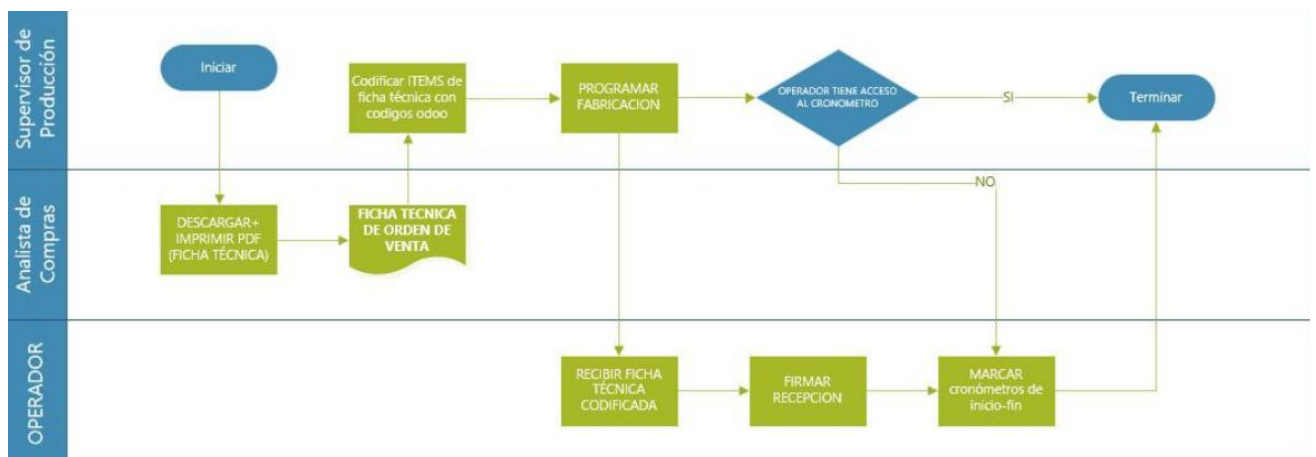 Supervisor de
Producción
Iniciar
Codificar ITEMS de
ficha técnica con
codigos odoo
PROGRAMAR
FABRICACION
OPERADOR TIENE ACCESO
AL CRONOMETRO
SI
Terminar
NO
Analista de
Compras
DESCARGAR+
IMPRIMIR PDF
(FICHA TÉCNICA)
FICHA TECNICA
DE ORDEN DE
VENTA
OPERADOR
RECIBIR FICHA
TÉCNICA
CODIFICADA
FIRMAR
RECEPCION
MARCAR
cronómetros de
inicio-fin